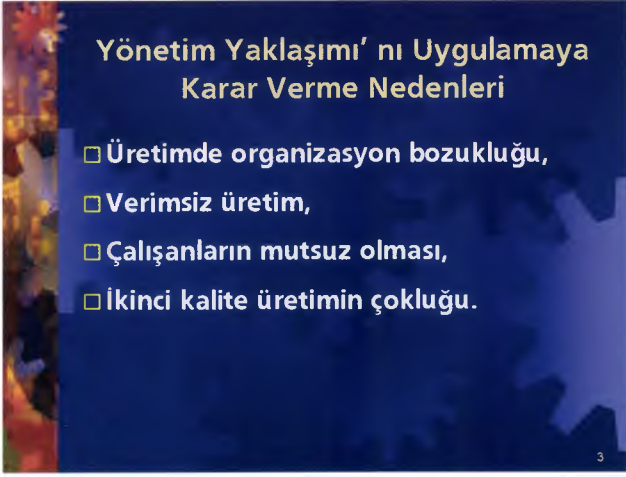 Yönetim Yaklaşımı' nı Uygulamaya
Karar Verme Nedenleri
Üretimde organizasyon bozukluğu,
Verimsiz üretim,
Çalışanların mutsuz olması,
İkinci kalite üretimin çokluğu.
3